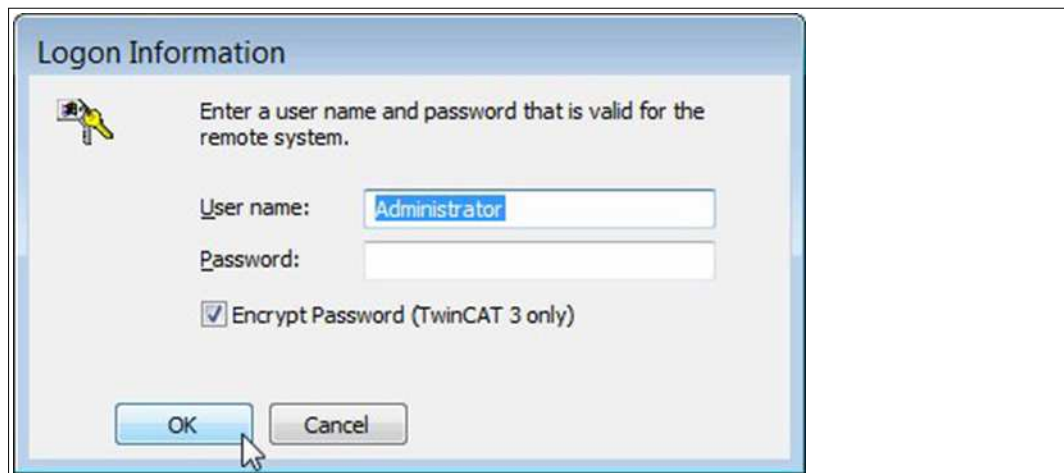 Logon Information
Enter a user name and password that is valid for the
remote system.
User name: Administrator
Password:
Encrypt Password (TwinCAT 3 only)
OK Cancel